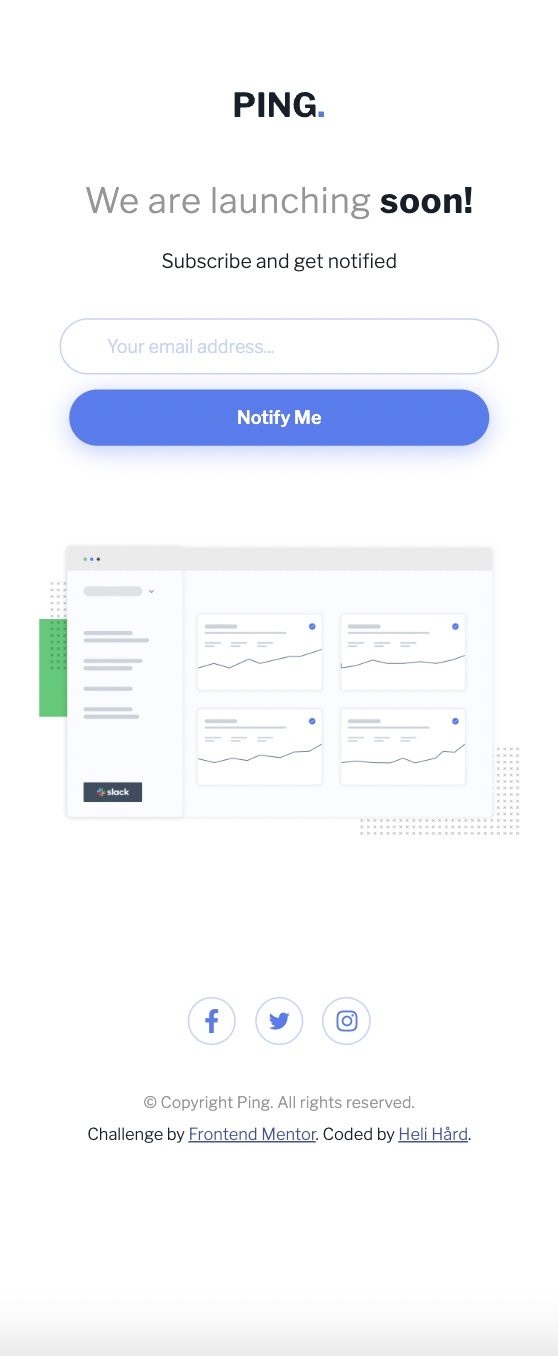 PING.
We are launching soon!
Subscribe and get notified
Your email address...
Notify Me
slack
© Copyright Ping. All rights reserved.
Challenge by Frontend Mentor. Coded by Heli Hård.